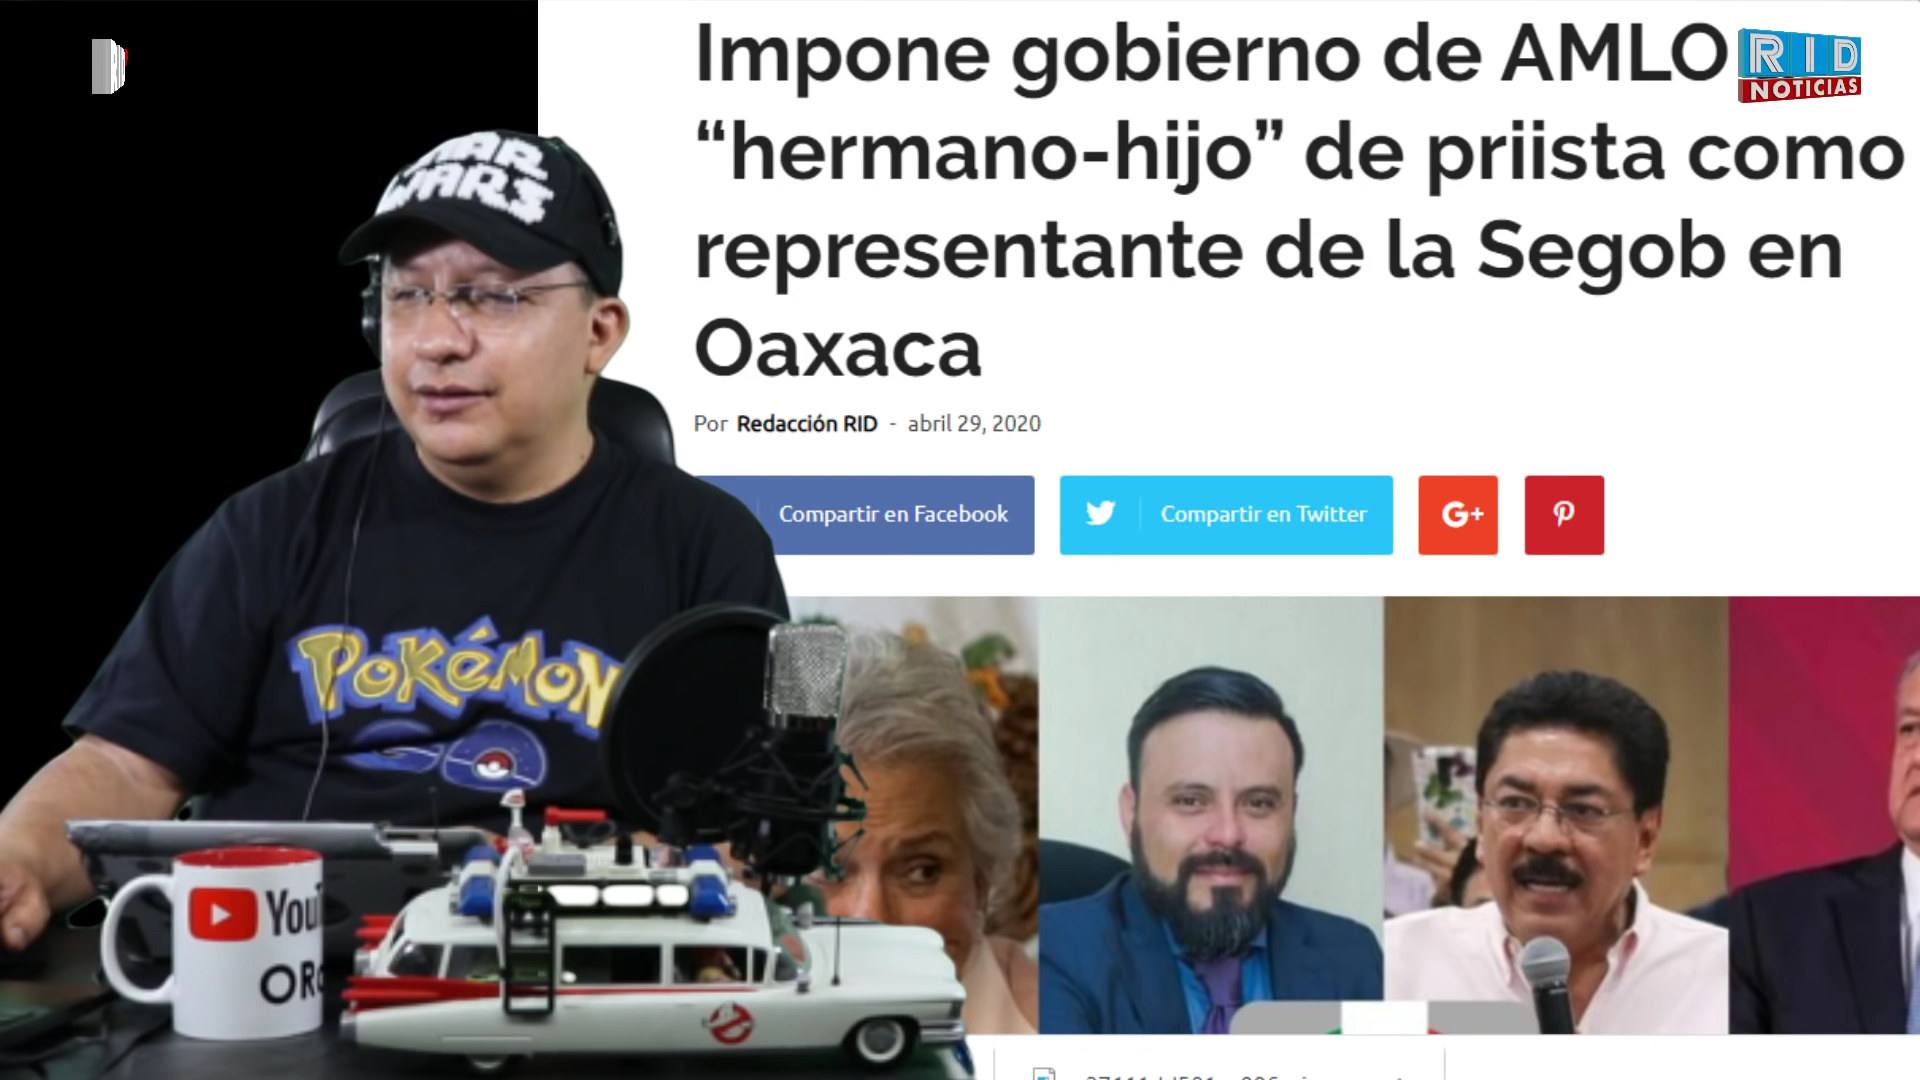 Impone gobierno de AMLO
“hermano-hijo” de priista como
representante de la Segob en
Oaxaca
Por Redacción RID - abril 29, 2020
Compartir en Facebook
Compartir en Twitter
G+
RID
NOTICIAS
STAR
WARS
POKÉMON
GO